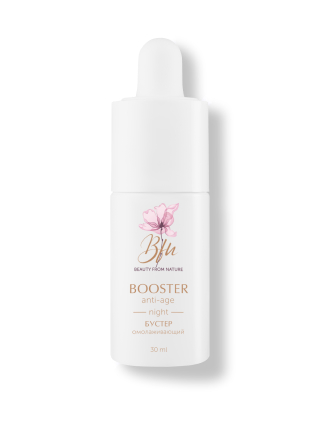 Bfn
BEAUTY FROM NATURE
BOOSTER
anti-age
night
БУСТЕР
омолаживающий
30 ml